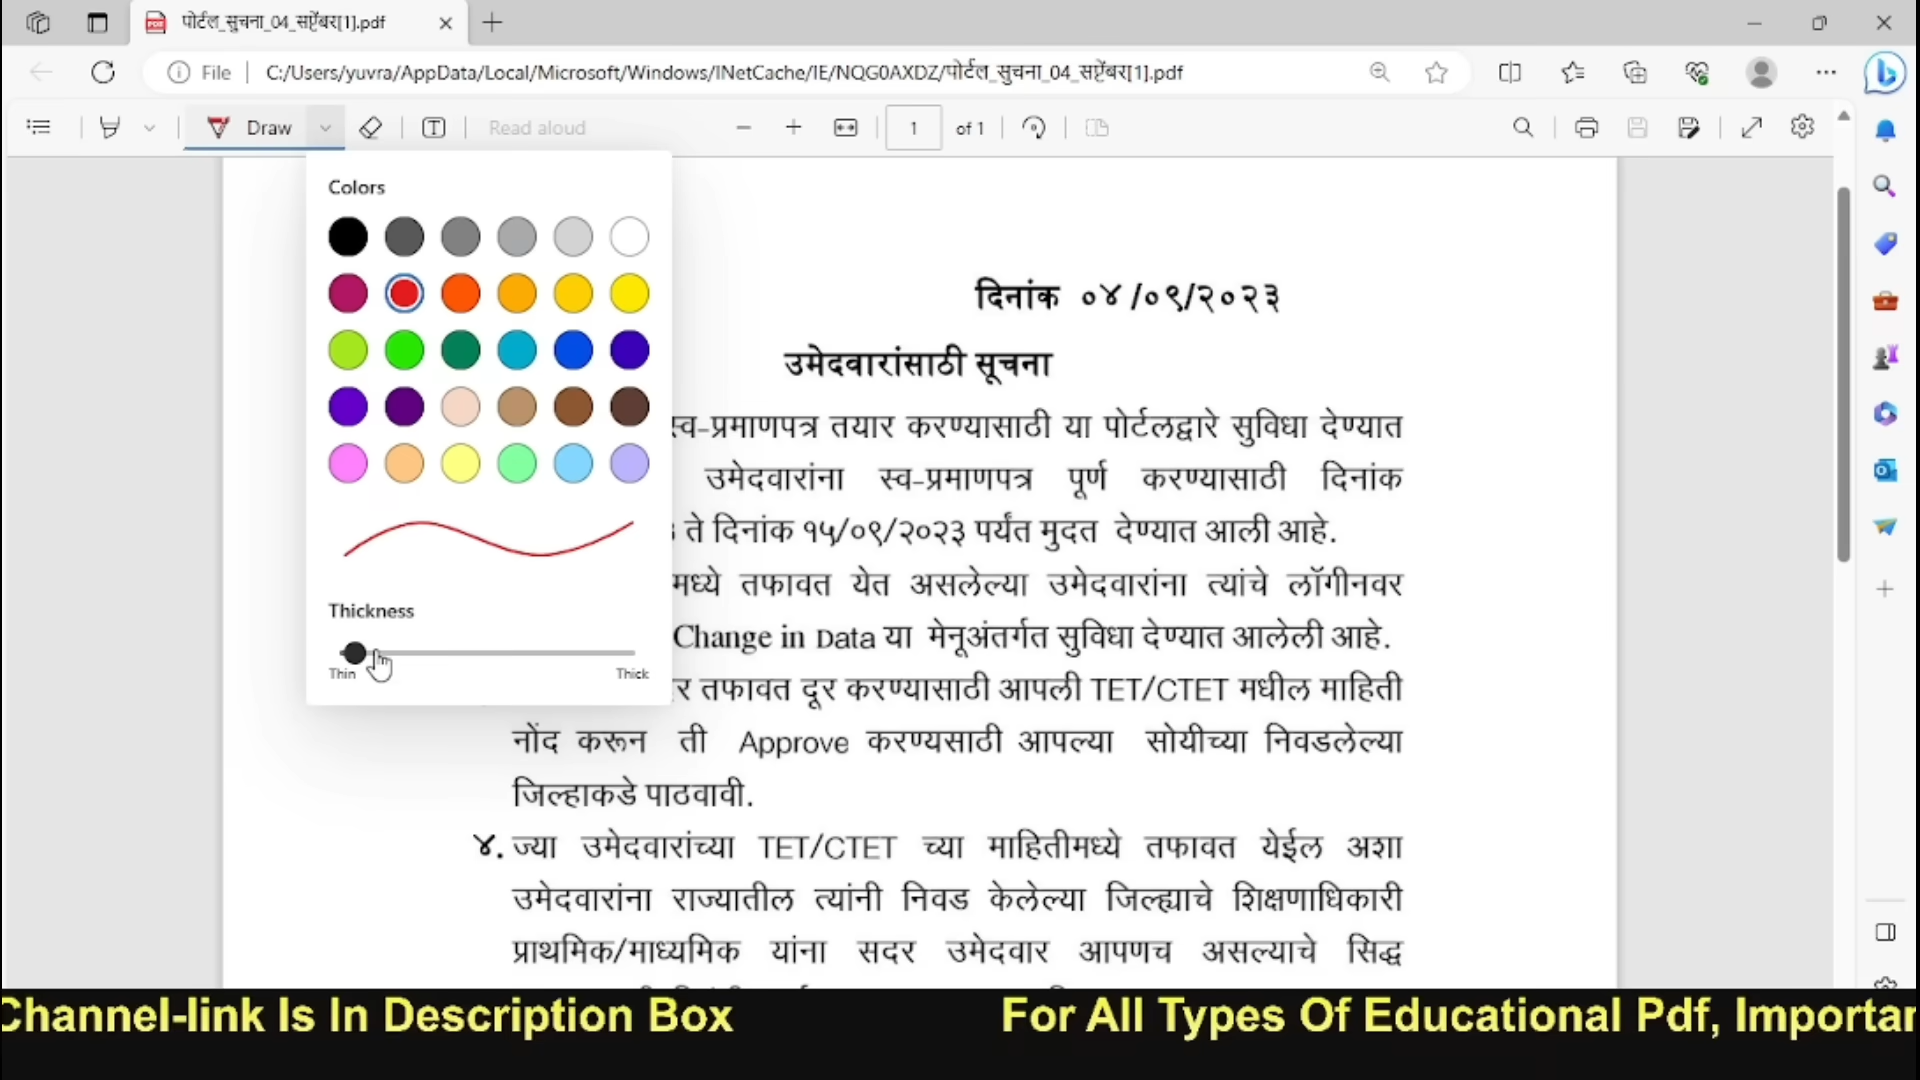 पोर्टल_सुचना_04_सप्टेंबर[1].pdf
File
C:/Users/yuvra/AppData/Local/Microsoft/Windows/INetCache/IE/NQG0AXDZ/पोर्टल_सुचना_04_सप्टेंबर[1].pdf
Draw
Read aloud
1 of 1
Colors
दिनांक ०४/०९/२०२३
उमेदवारांसाठी सूचना
स्व-प्रमाणपत्र तयार करण्यासाठी या पोर्टलद्वारे सुविधा देण्यात
उमेदवारांना स्व-प्रमाणपत्र पूर्ण करण्यासाठी दिनांक
ते दिनांक १५/०९/२०२३ पर्यंत मुदत देण्यात आली आहे.
मध्ये तफावत येत असलेल्या उमेदवारांना त्यांचे लॉगीनवर
Thickness
Change in Data या मेनूअंतर्गत सुविधा देण्यात आलेली आहे.
Thin Thick
तफावत दूर करण्यासाठी आपली TET/CTET मधील माहिती
नोंद करून ती Approve करण्यसाठी आपल्या सोयीच्या निवडलेल्या
जिल्हाकडे पाठवावी.
४. ज्या उमेदवारांच्या TET/CTET च्या माहितीमध्ये तफावत येईल अशा
उमेदवारांना राज्यातील त्यांनी निवड केलेल्या जिल्ह्याचे शिक्षणाधिकारी
प्राथमिक/माध्यमिक यांना सदर उमेदवार आपणच असल्याचे सिद्ध
Channel-link Is In Description Box For All Types Of Educational Pdf, Importan